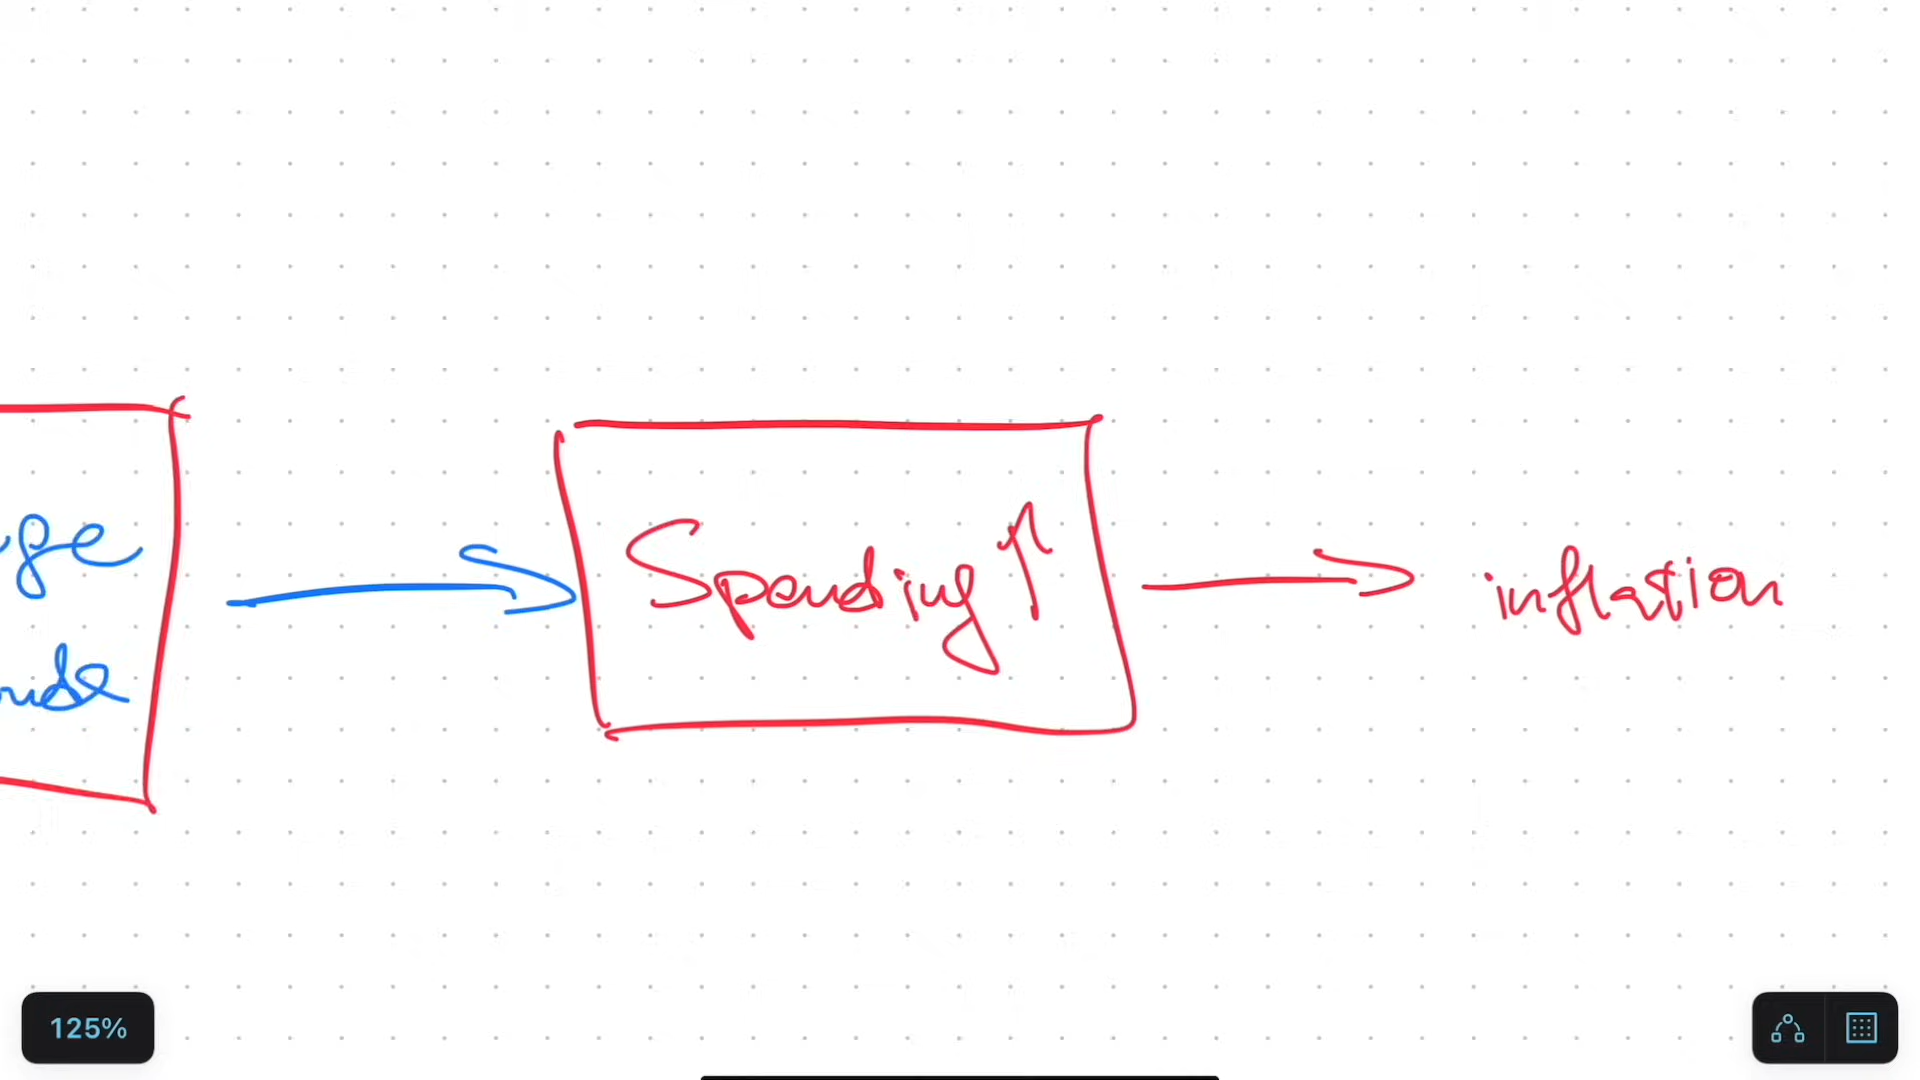 Spending ↑
inflation
125%